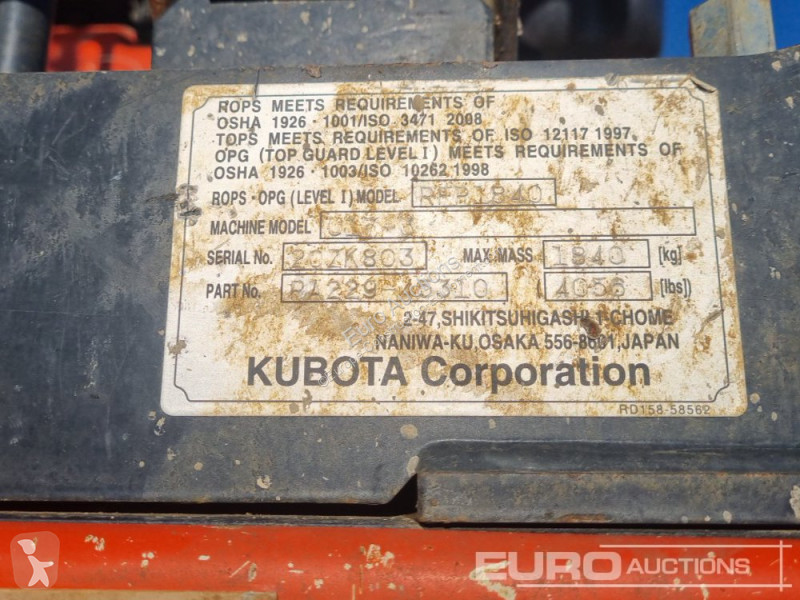 ROPS MEETS REQUIREMENTS OF
OSHA 1926 · 1001/ISO 3471 2008
TOPS MEETS REQUIREMENTS OF ISO 12117 1997
OPG (TOP GUARD LEVEL I) MEETS REQUIREMENTS OF
OSHA 1926 · 1003/ISO 10262 1998
ROPS · OPG (LEVEL I) MODEL
MACHINE MODEL
SERIAL No. 20ZK803 MAX MASS 1840 [kg]
PART No. 4056 [lbs]
2-47, SHIKITSUHIGASHI, 1-CHOME
NANIWA-KU, OSAKA 556-8601, JAPAN
KUBOTA Corporation
RD158-58562
EURO AUCTIONS